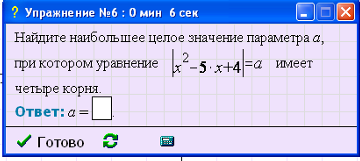 Упражнение №6 : 0 мин 6 сек
Найдите наибольшее целое значение параметра a,
при котором уравнение |x²-5·x+4|=a имеет
четыре корня.
Ответ: a = .
Готово